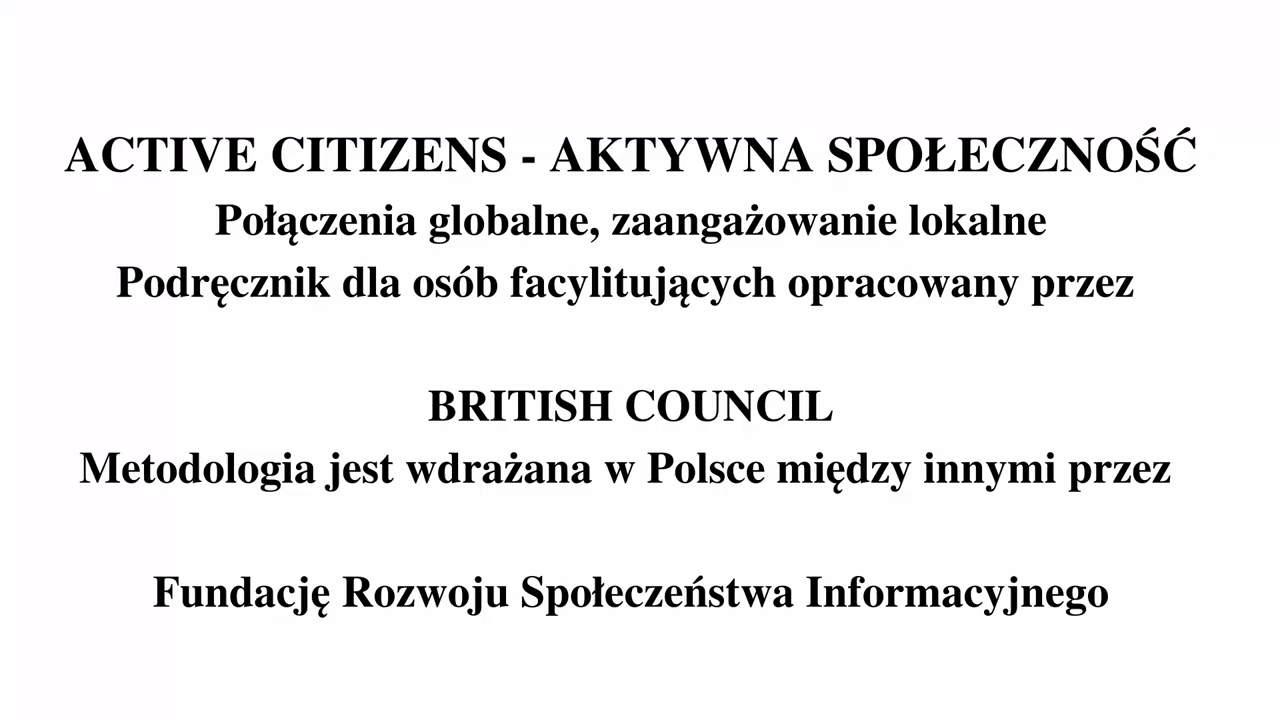 ACTIVE CITIZENS - AKTYWNA SPOŁECZNOŚĆ
Połączenia globalne, zaangażowanie lokalne
Podręcznik dla osób facylitujących opracowany przez
BRITISH COUNCIL
Metodologia jest wdrażana w Polsce między innymi przez
Fundację Rozwoju Społeczeństwa Informacyjnego